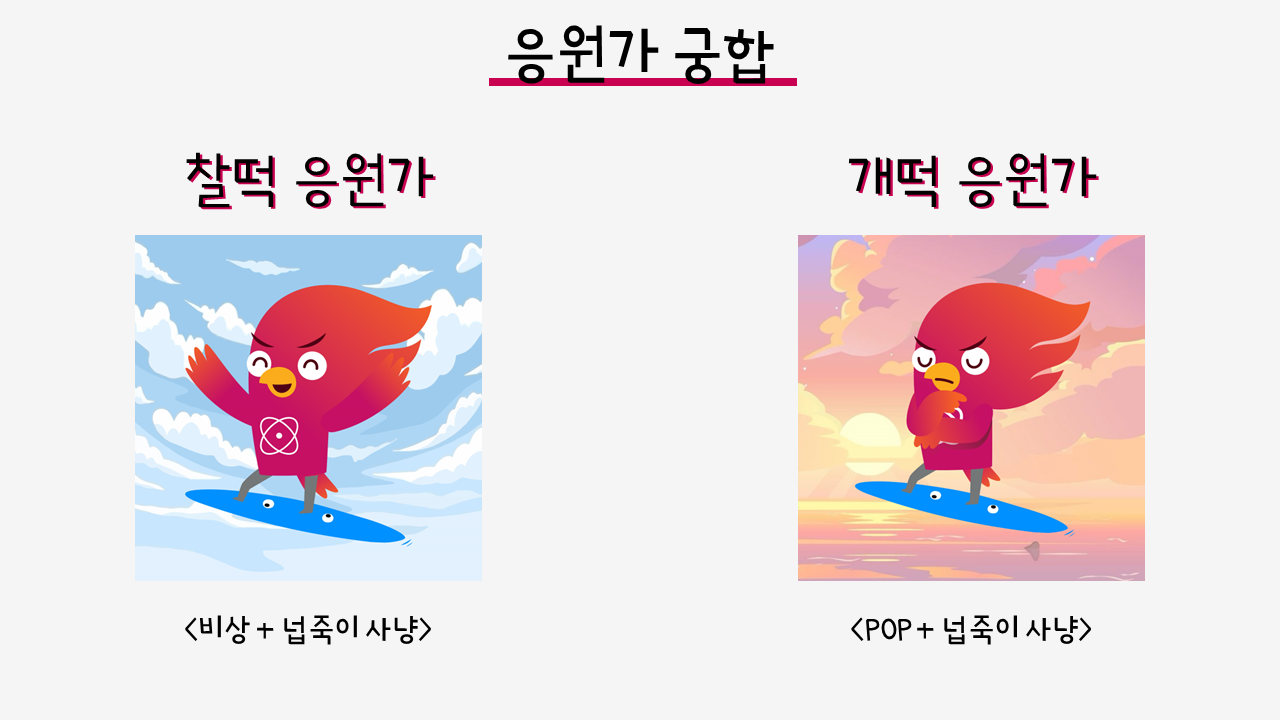 응원가 궁합
찰떡 응원가
개떡 응원가
<비상 + 넙죽이 사냥>
<POP + 넙죽이 사냥>